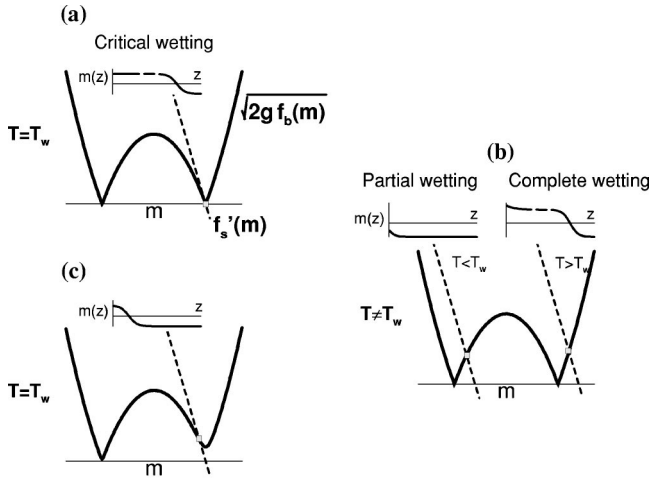 (a)
Critical wetting
m(z)
z
T=T_w
√2g f_b(m)
m
f_s'(m)
(b)
Partial wetting
Complete wetting
m(z)
z
z
T<T_w
T>T_w
T≠T_w
m
(c)
m(z)
z
T=T_w
m